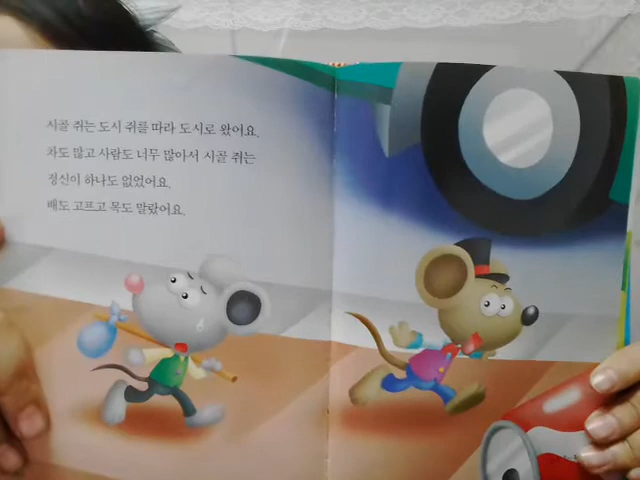 시골 쥐는 도시 쥐를 따라 도시로 왔어요.
차도 많고 사람도 너무 많아서 시골 쥐는
정신이 하나도 없었어요.
배도 고프고 목도 말랐어요.